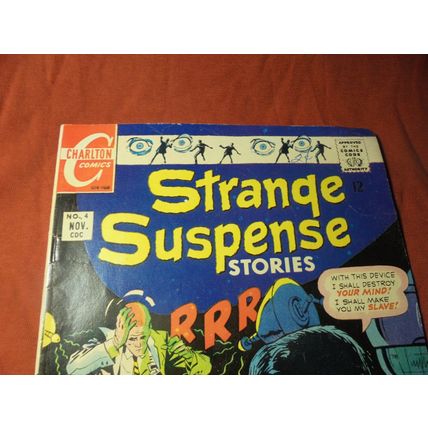 CHARLTON
COMICS
NO. 4
NOV.
CDC
APPROVED
BY THE
COMICS
CODE
AUTHORITY
12¢
Strange
Suspense
STORIES
RRR
WITH THIS DEVICE
I SHALL DESTROY
YOUR MIND!
I SHALL MAKE
YOU MY SLAVE!